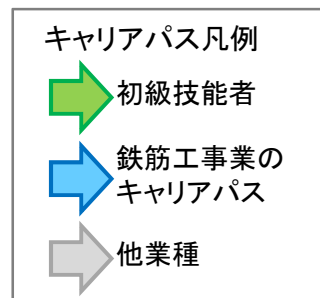 キャリアパス凡例
初級技能者
鉄筋工事業の
キャリアパス
他業種